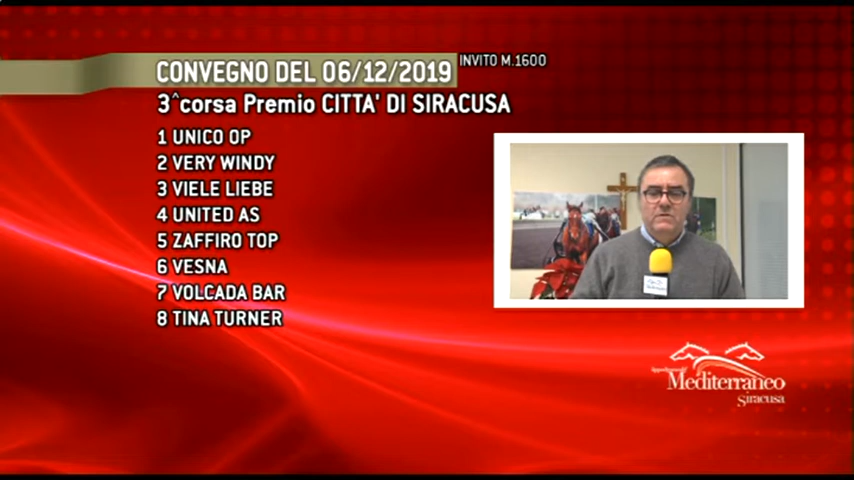 CONVEGNO DEL 06/12/2019 INVITO M.1600
3^corsa Premio CITTA' DI SIRACUSA
1 UNICO OP
2 VERY WINDY
3 VIELE LIEBE
4 UNITED AS
5 ZAFFIRO TOP
6 VESNA
7 VOLCADA BAR
8 TINA TURNER
Mediterraneo
Siracusa